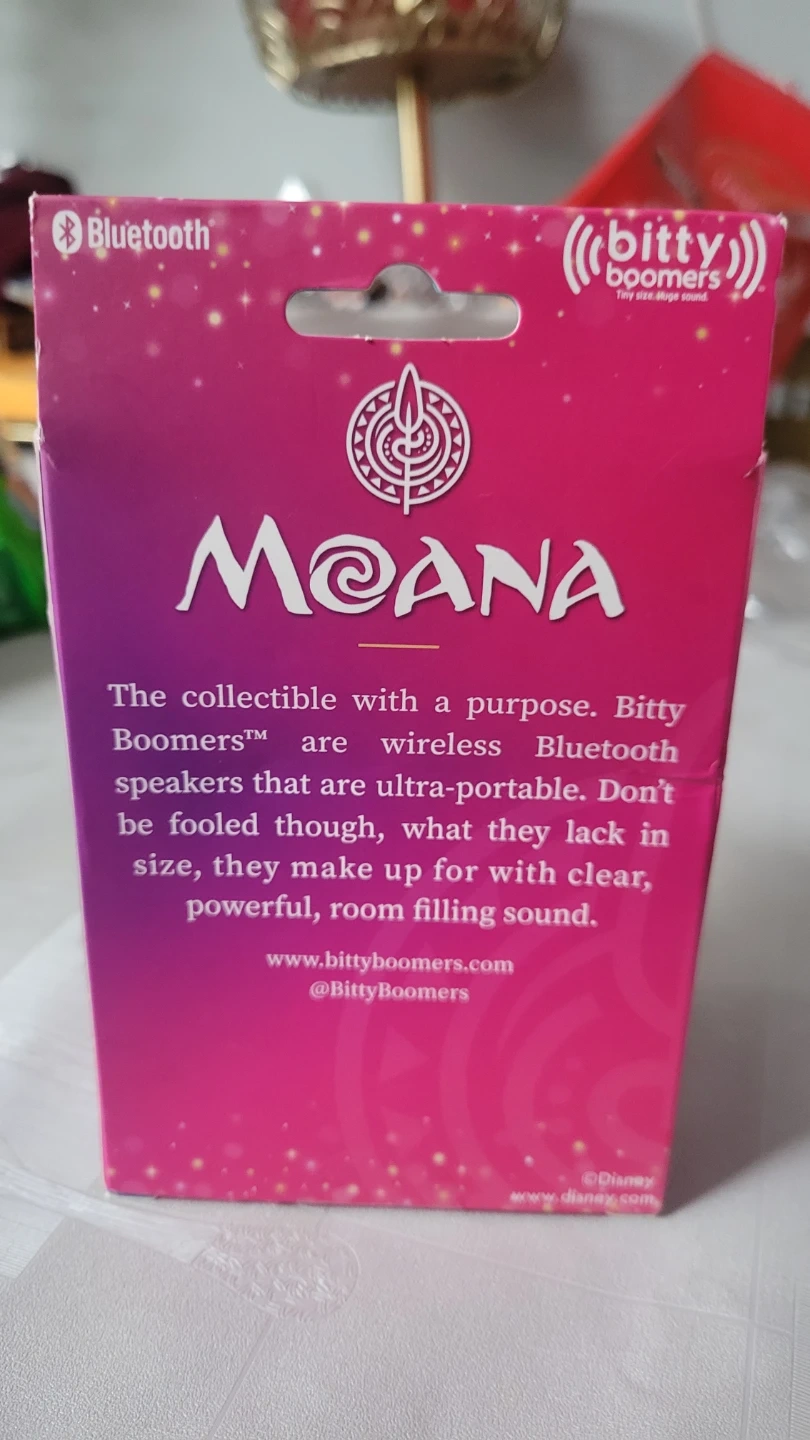 Bluetooth
bitty
boomers
Tiny size. Huge sound.
MOANA
The collectible with a purpose. Bitty
Boomers™ are wireless Bluetooth
speakers that are ultra-portable. Don't
be fooled though, what they lack in
size, they make up for with clear,
powerful, room filling sound.
www.bittyboomers.com
@BittyBoomers
©Disney
www.disney.com